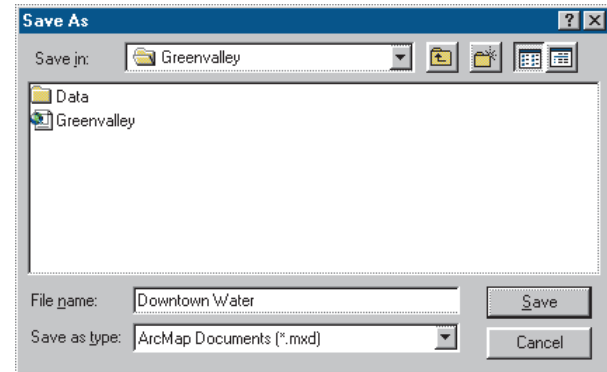 Save As
Save in: Greenvalley
Data
Greenvalley
File name: Downtown Water Save
Save as type: ArcMap Documents (*.mxd) Cancel